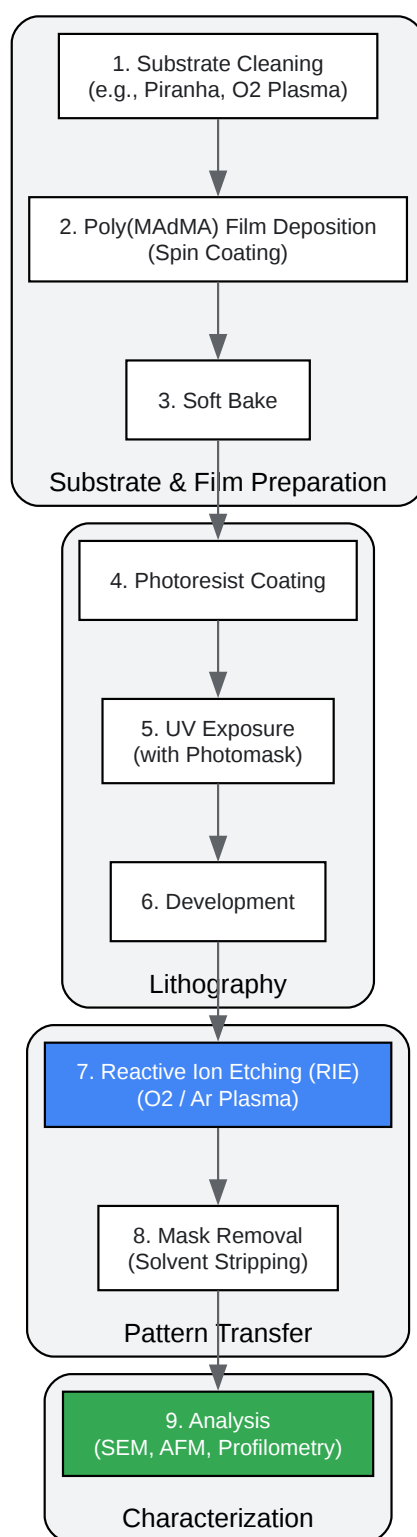 1. Substrate Cleaning
(e.g., Piranha, O2 Plasma)
2. Poly(MAdMA) Film Deposition
(Spin Coating)
3. Soft Bake
Substrate & Film Preparation
4. Photoresist Coating
5. UV Exposure
(with Photomask)
6. Development
Lithography
7. Reactive Ion Etching (RIE)
(O2 / Ar Plasma)
8. Mask Removal
(Solvent Stripping)
Pattern Transfer
9. Analysis
(SEM, AFM, Profilometry)
Characterization